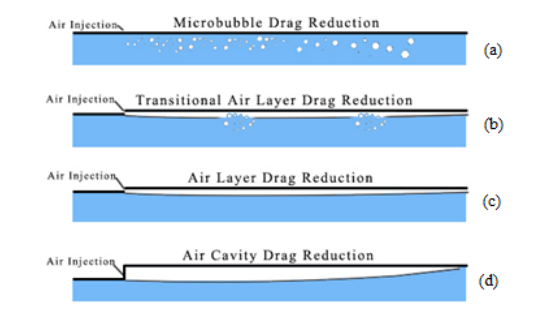 Air Injection
Microbubble Drag Reduction
(a)
Air Injection
Transitional Air Layer Drag Reduction
(b)
Air Injection
Air Layer Drag Reduction
(c)
Air Injection
Air Cavity Drag Reduction
(d)